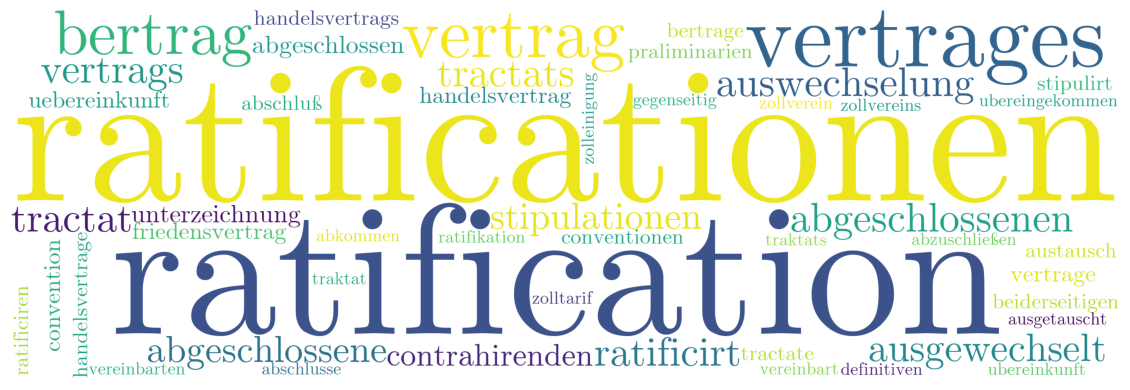 handelsvertrags
bertrag
abgeschlossen
vertrag
bertrage
praliminarien
vertrages
vertrags
tractats
auswechselung
stipulirt
uebereinkunft
abschluß
handelsvertrag
zolleinigung
gegenseitig
zollverein
zollvereins
ubereingekommen
ratificationen
tractat
unterzeichnung
stipulationen
abgeschlossenen
friedensvertrag
abkommen
ratifikation
conventionen
traktats
abzuschließen
austausch
ratification
convention
handelsvertrage
traktat
zolltarif
vertrage
beiderseitigen
ausgetauscht
ratificiren
abgeschlossene
contrahirenden
ratificirt
tractate
ausgewechselt
vereinbarten
abschlusse
vereinbart
definitiven
ubereinkunft